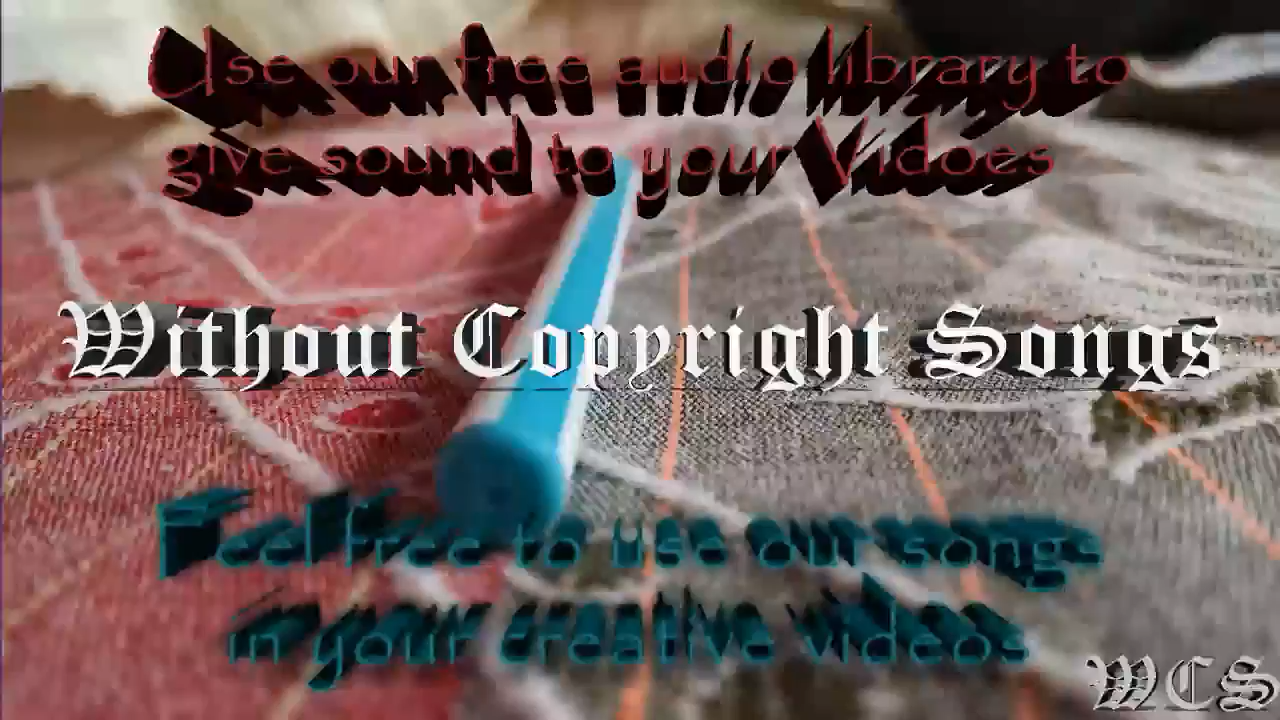 Use our free audio library to
give sound to your Vidoes
Without Copyright Songs
Feel free to use our songs
in your creative videos
WCS